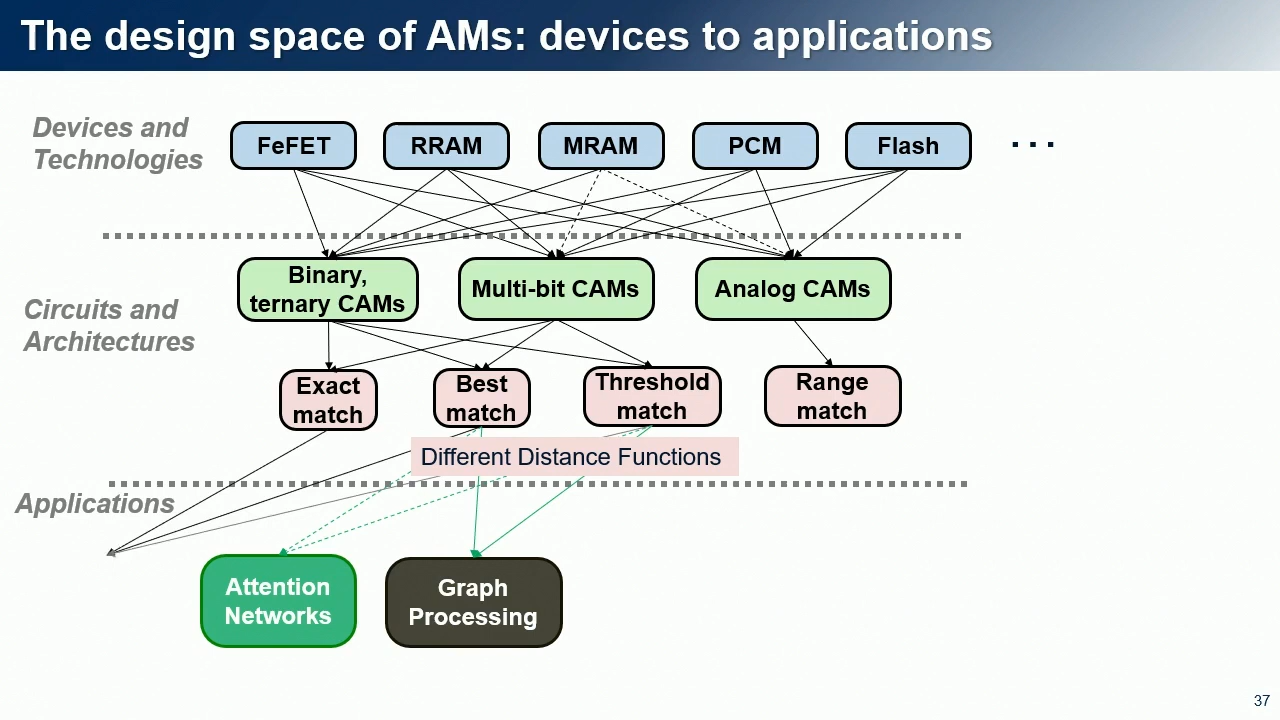 The design space of AMs: devices to applications
Devices and
Technologies
FeFET
RRAM
MRAM
PCM
Flash
...
Circuits and
Architectures
Binary,
ternary CAMs
Multi-bit CAMs
Analog CAMs
Exact
match
Best
match
Threshold
match
Range
match
Different Distance Functions
Applications
Attention
Networks
Graph
Processing
37